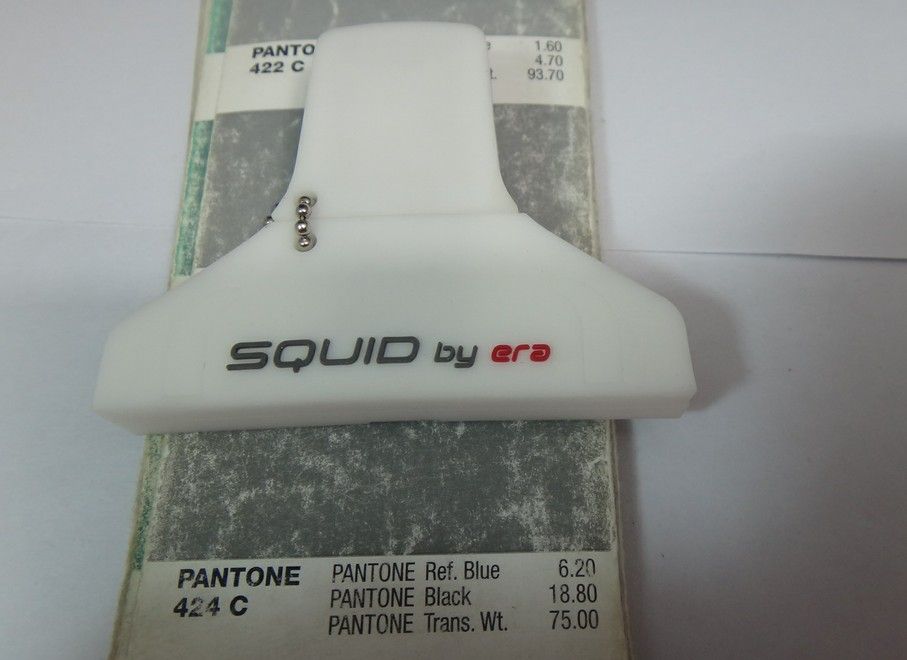 PANTO 1.60
422 C 4.70
t. 93.70
SQUID by era
PANTONE PANTONE Ref. Blue 6.20
424 C PANTONE Black 18.80
PANTONE Trans. Wt. 75.00